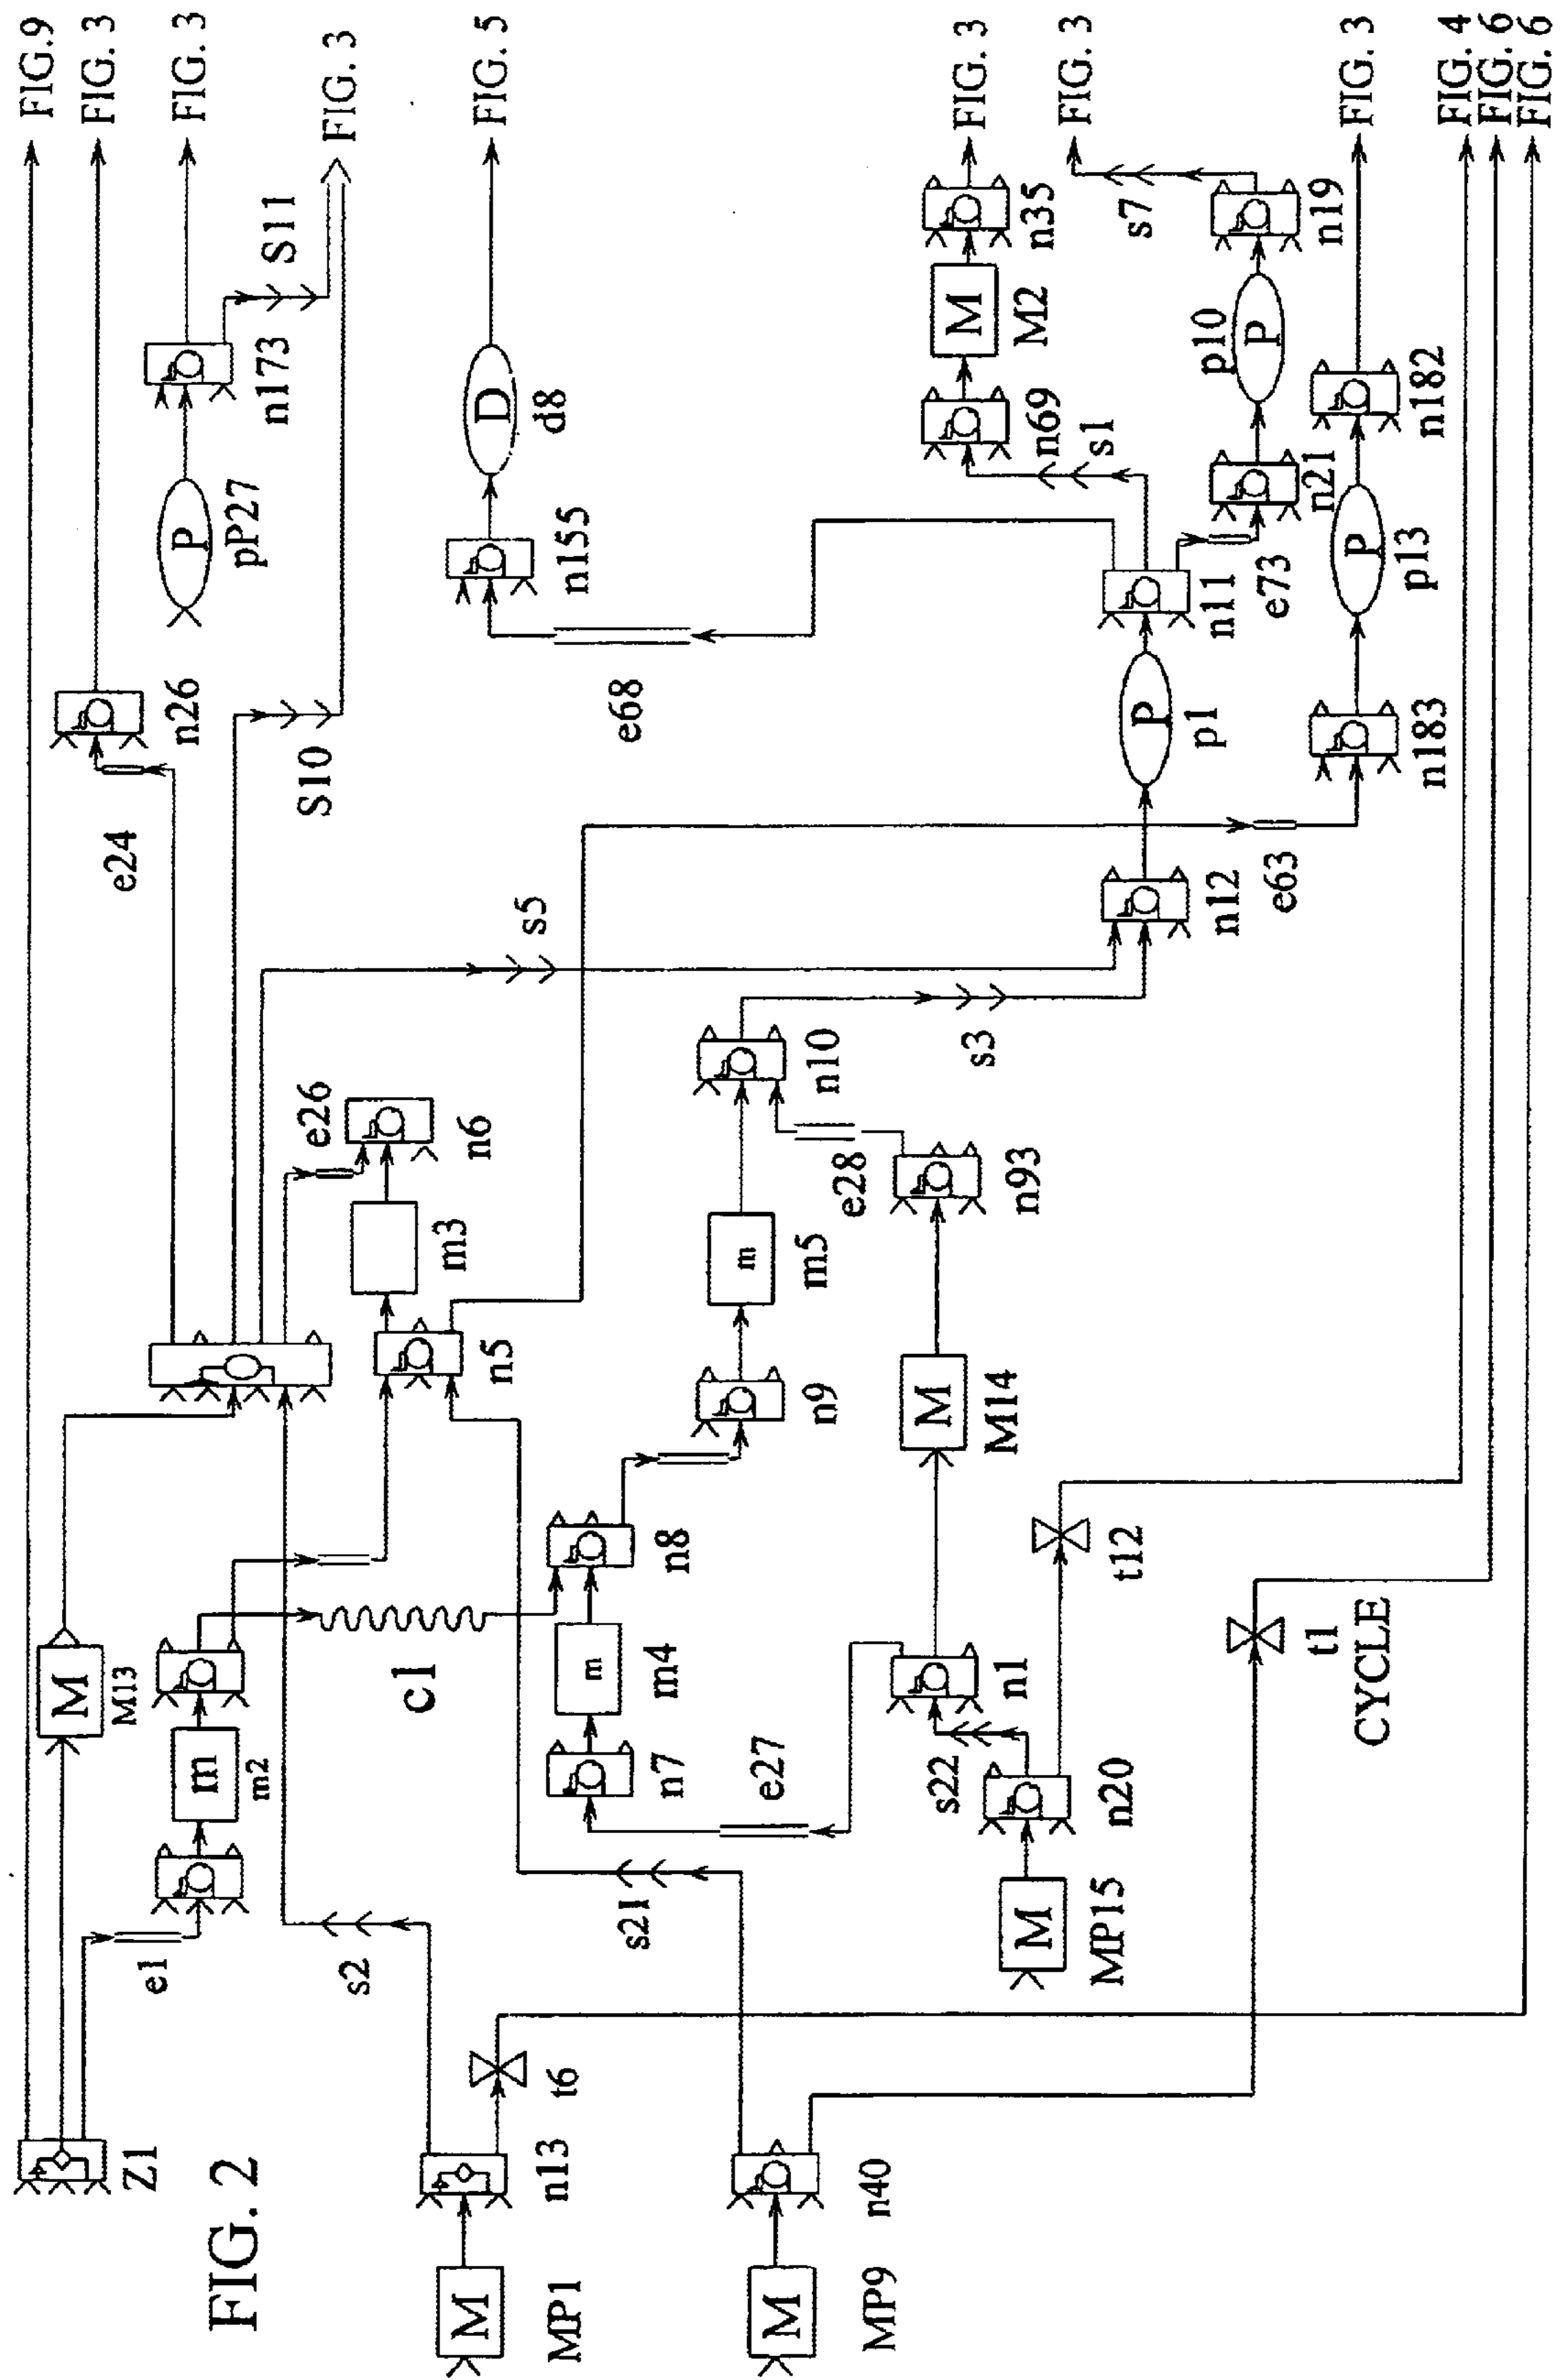 FIG. 2
FIG.9
FIG. 3
FIG. 3
FIG. 3
FIG. 5
FIG. 3
FIG. 3
FIG. 3
FIG. 4
FIG. 6
FIG. 6
Z1
M
M13
e1
m
m2
s2
M
MP1
n13
t6
M
MP9
n40
s21
c1
e24
n26
P
pP27
n173
S11
S10
s5
e26
n6
m3
n5
n7
m
m4
n8
n9
m
m5
n10
s3
e27
M
MP15
n20
s22
n1
M
M14
n93
e28
t12
t1
CYCLE
n12
P
p1
n11
e68
n155
D
d8
s1
n69
M
M2
n35
e73
n21
P
p10
n19
s7
e63
n183
P
p13
n182